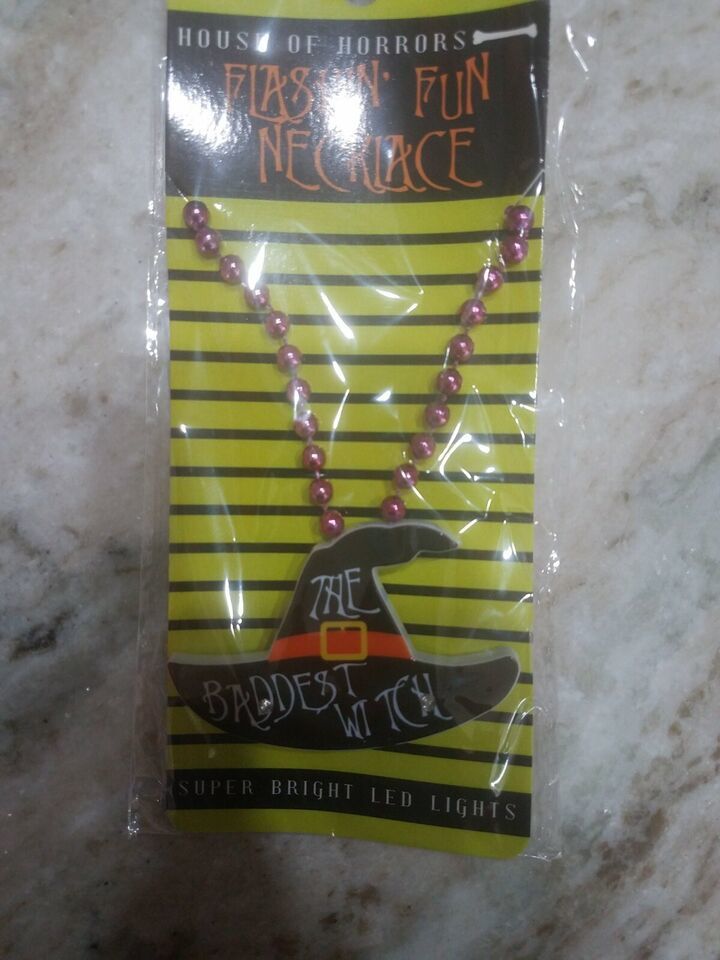 HOUSE OF HORRORS
FLASHIN' FUN
NECKLACE
THE
BADDEST
WITCH
SUPER BRIGHT LED LIGHTS